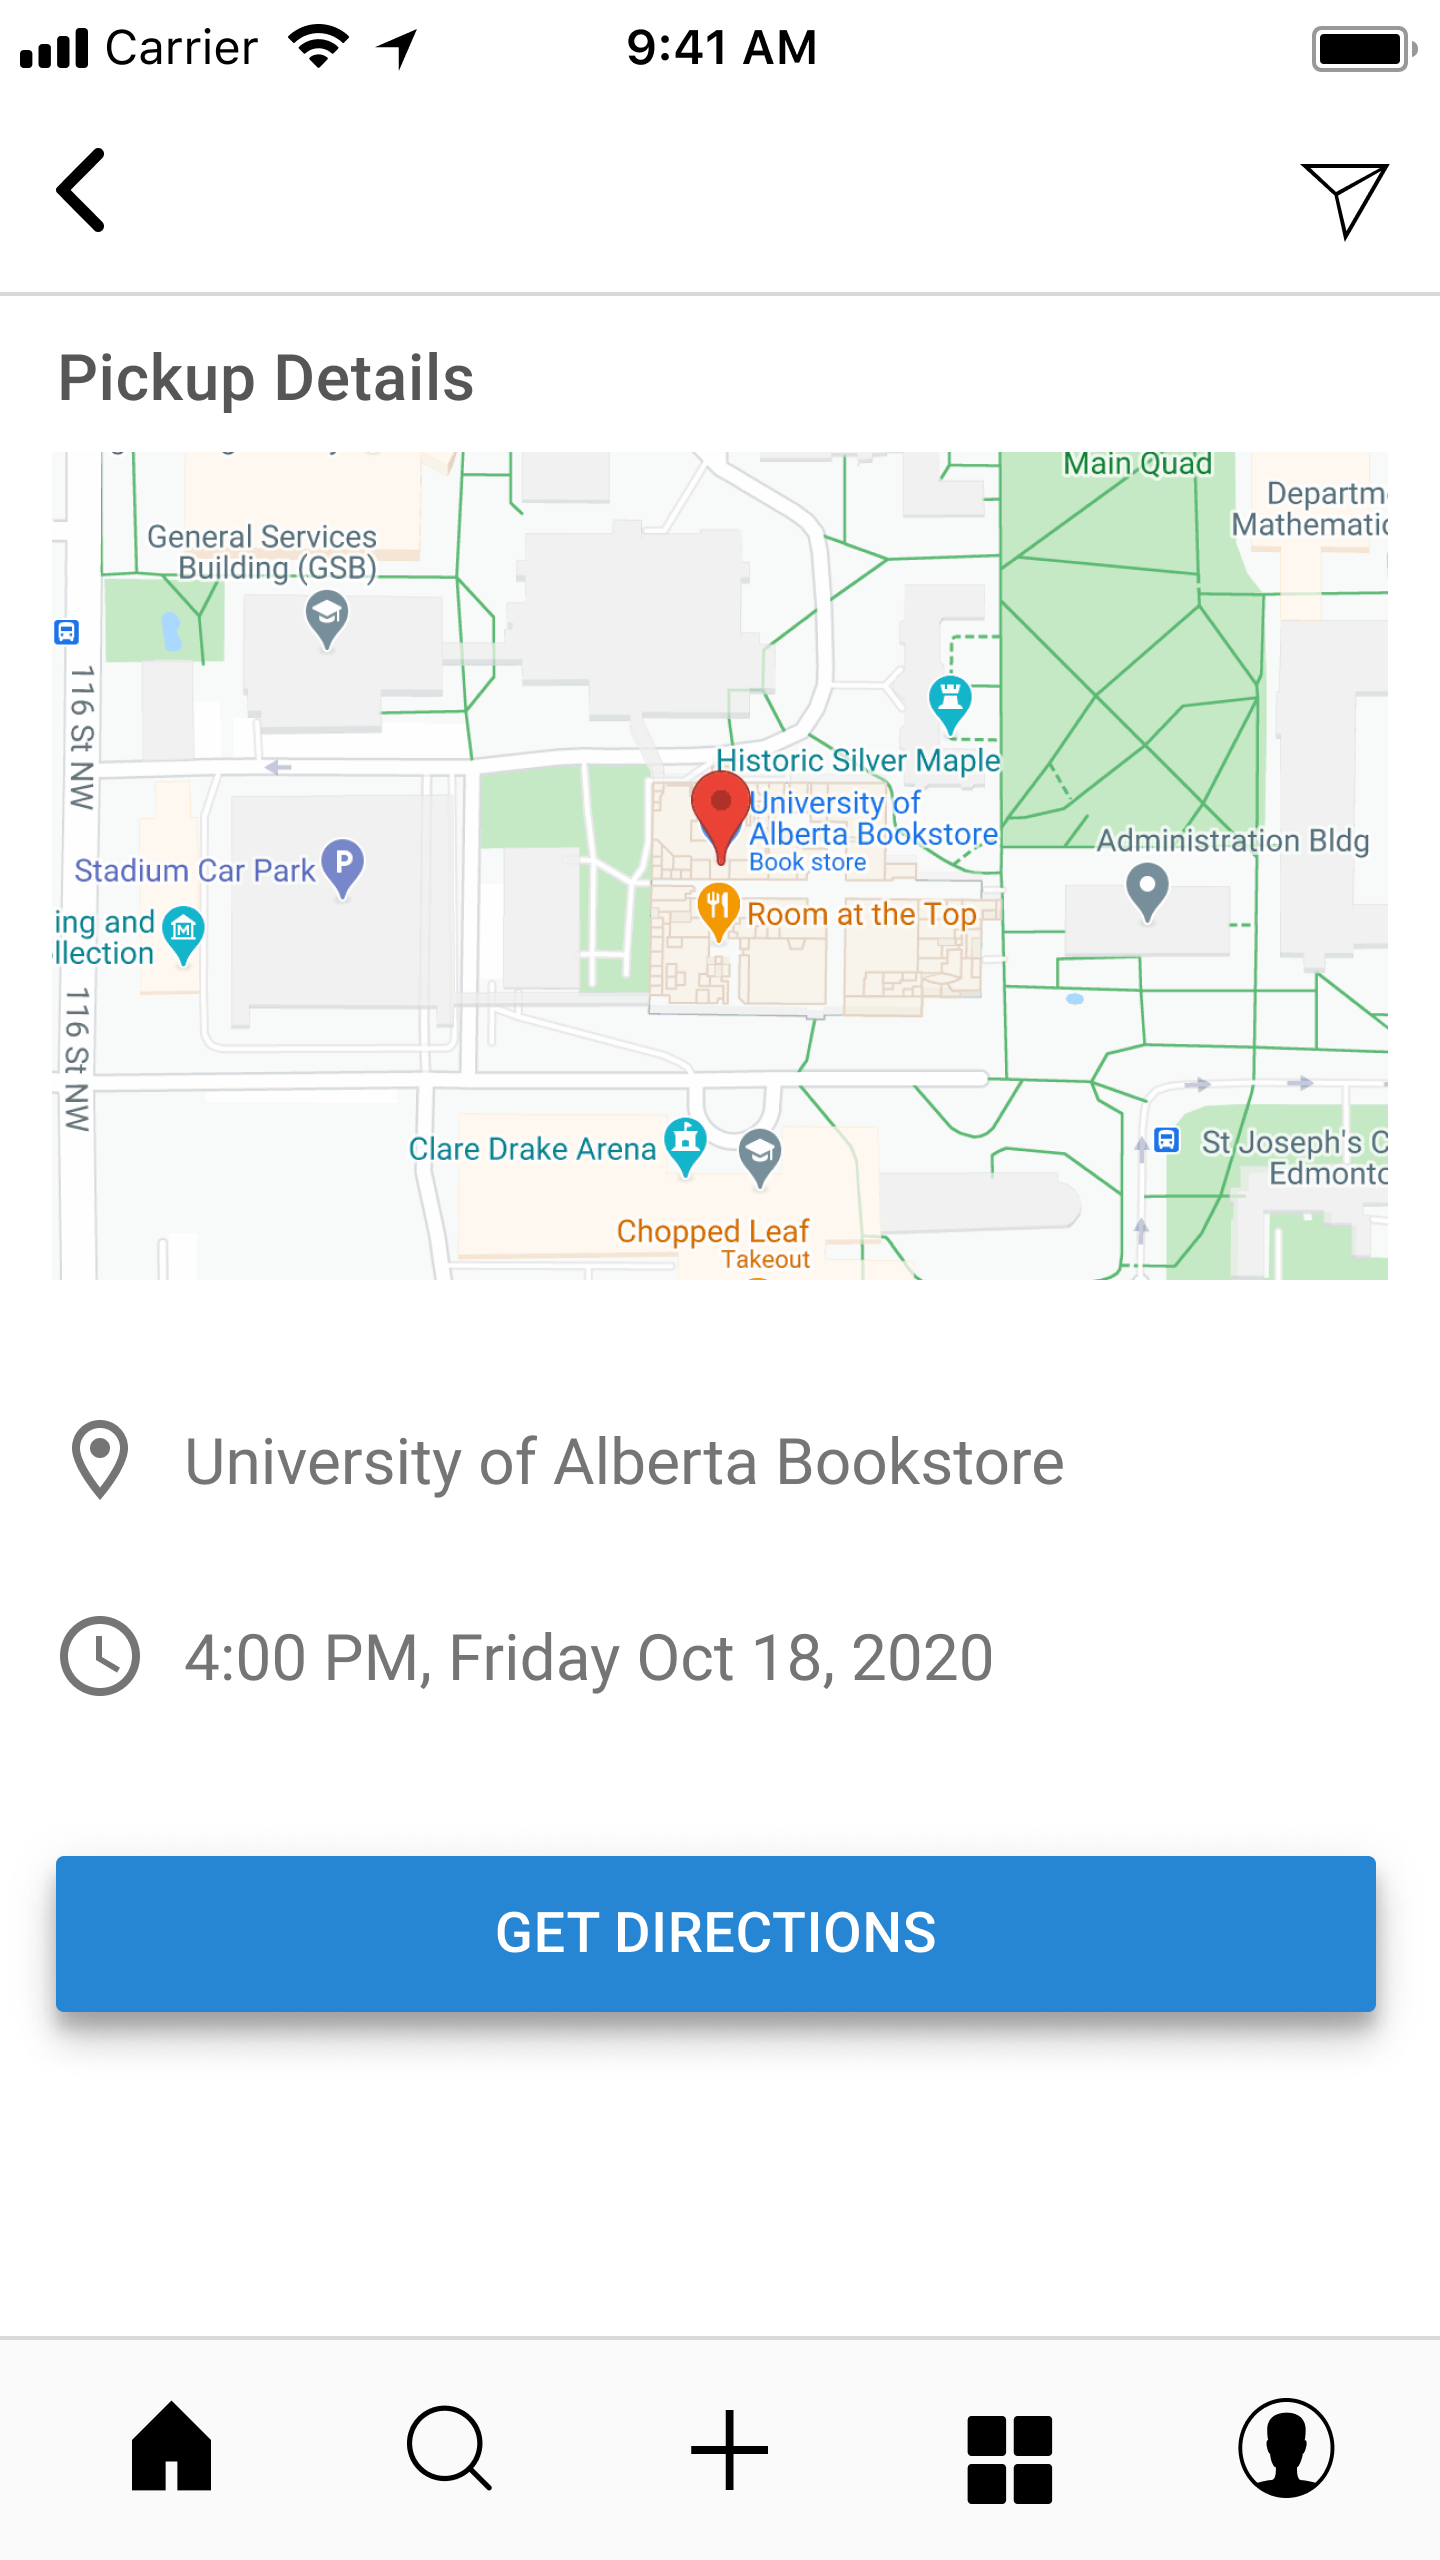 Carrier
9:41 AM
Pickup Details
Main Quad
General Services
Building (GSB)
116 St NW
Historic Silver Maple
University of
Alberta Bookstore
Book store
Administration Bldg
Stadium Car Park
P
Room at the Top
ing and
llection
M
116 St NW
Clare Drake Arena
St Joseph's C
Chopped Leaf
Takeout
University of Alberta Bookstore
4:00 PM, Friday Oct 18, 2020
GET DIRECTIONS